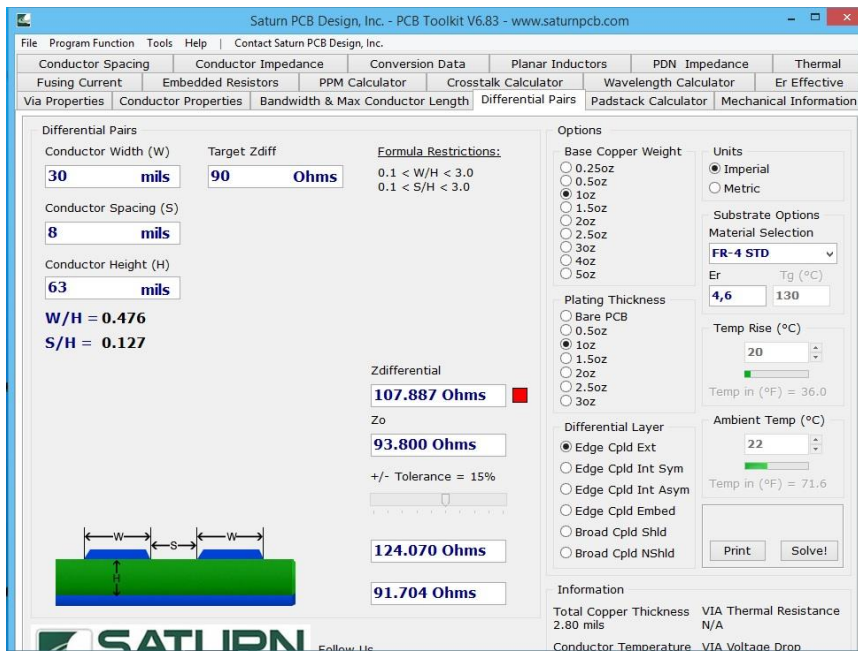 Saturn PCB Design, Inc. - PCB Toolkit V6.83 - www.saturnpcb.com
File Program Function Tools Help Contact Saturn PCB Design, Inc.
Conductor Spacing Conductor Impedance Conversion Data Planar Inductors PDN Impedance Thermal
Fusing Current Embedded Resistors PPM Calculator Crosstalk Calculator Wavelength Calculator Er Effective
Via Properties Conductor Properties Bandwidth & Max Conductor Length Differential Pairs Padstack Calculator Mechanical Information
Differential Pairs
Conductor Width (W)
30 mils
Target Zdiff
90 Ohms
Formula Restrictions:
0.1 < W/H < 3.0
0.1 < S/H < 3.0
Conductor Spacing (S)
8 mils
Conductor Height (H)
63 mils
W/H = 0.476
S/H = 0.127
Zdifferential
107.887 Ohms
Zo
93.800 Ohms
+/- Tolerance = 15%
124.070 Ohms
91.704 Ohms
W S W
H
SATURN
Follow Us
Options
Base Copper Weight
0.25oz
0.5oz
1oz
1.5oz
2oz
2.5oz
3oz
4oz
5oz
Plating Thickness
Bare PCB
0.5oz
1oz
1.5oz
2oz
2.5oz
3oz
Differential Layer
Edge Cpld Ext
Edge Cpld Int Sym
Edge Cpld Int Asym
Edge Cpld Embed
Broad Cpld Shld
Broad Cpld NShld
Units
Imperial
Metric
Substrate Options
Material Selection
FR-4 STD
Er Tg (°C)
4,6 130
Temp Rise (°C)
20
Temp in (°F) = 36.0
Ambient Temp (°C)
22
Temp in (°F) = 71.6
Print Solve!
Information
Total Copper Thickness
2.80 mils
VIA Thermal Resistance
N/A
Conductor Temperature VIA Voltage Drop